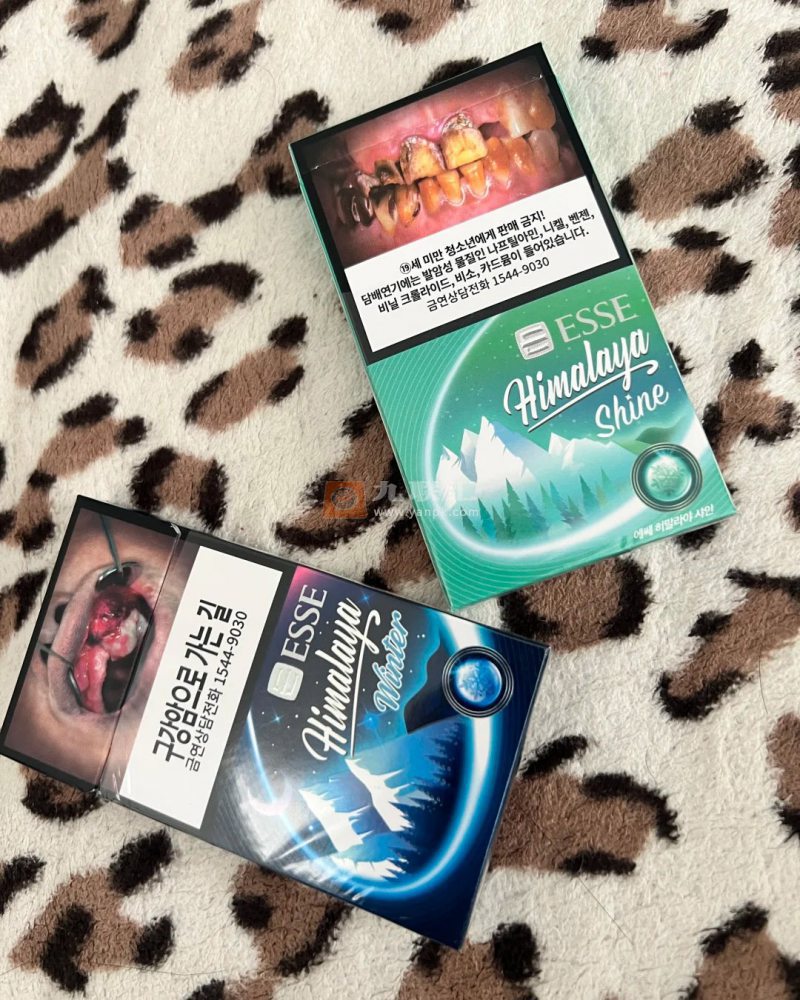 ⑲세 미만 청소년에게 판매 금지!
담배연기에는 발암성 물질인 나프틸아민, 니켈, 벤젠,
비닐 크롤라이드, 비소, 카드뮴이 들어있습니다.
금연상담전화 1544-9030
ESSE
Himalaya
Shine
에쎄 히말라야 샤인
www.yanpk.com
구강암으로 가는 길
금연상담전화 1544-9030
ESSE
Himalaya
Winter